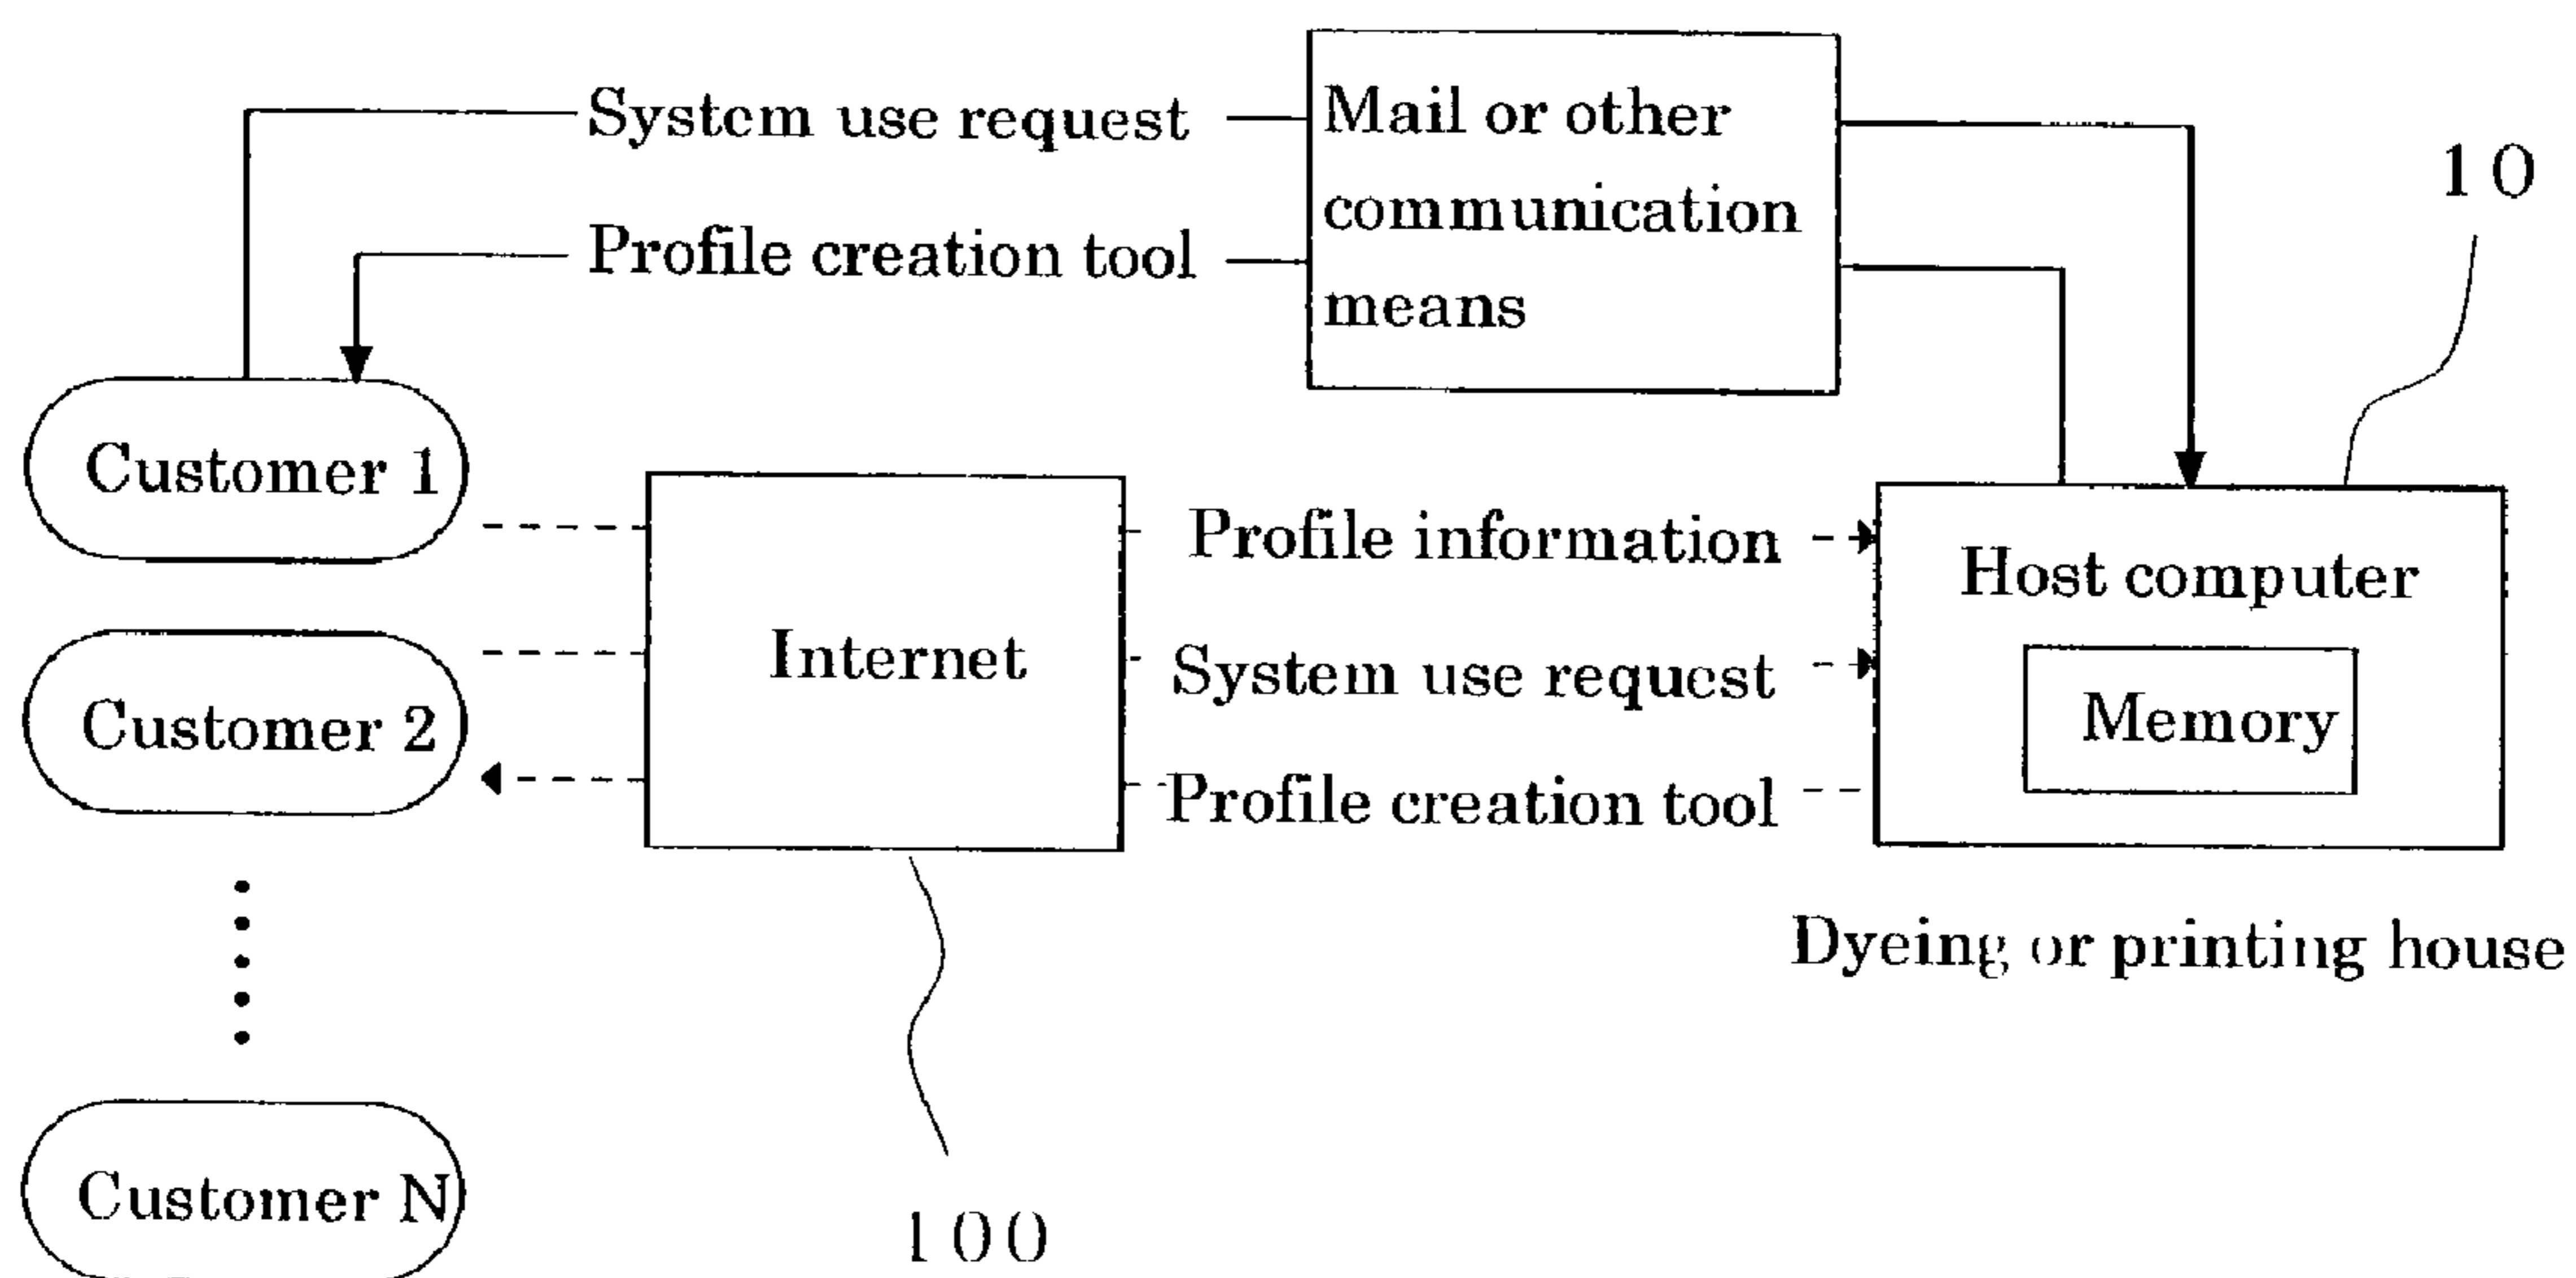 System use request
Mail or other
communication
means
10
Profile creation tool
Customer 1
Internet
Profile information
Host computer
System use request
Memory
Customer 2
Profile creation tool
Dyeing or printing house
Customer N
100